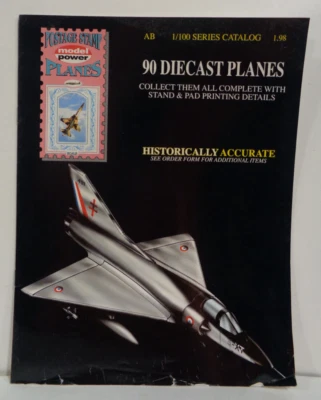 POSTAGE STAMP
model
power
PLANES
AB 1/100 SERIES CATALOG 1.98
90 DIECAST PLANES
COLLECT THEM ALL COMPLETE WITH
STAND & PAD PRINTING DETAILS
HISTORICALLY ACCURATE
SEE ORDER FORM FOR ADDITIONAL ITEMS